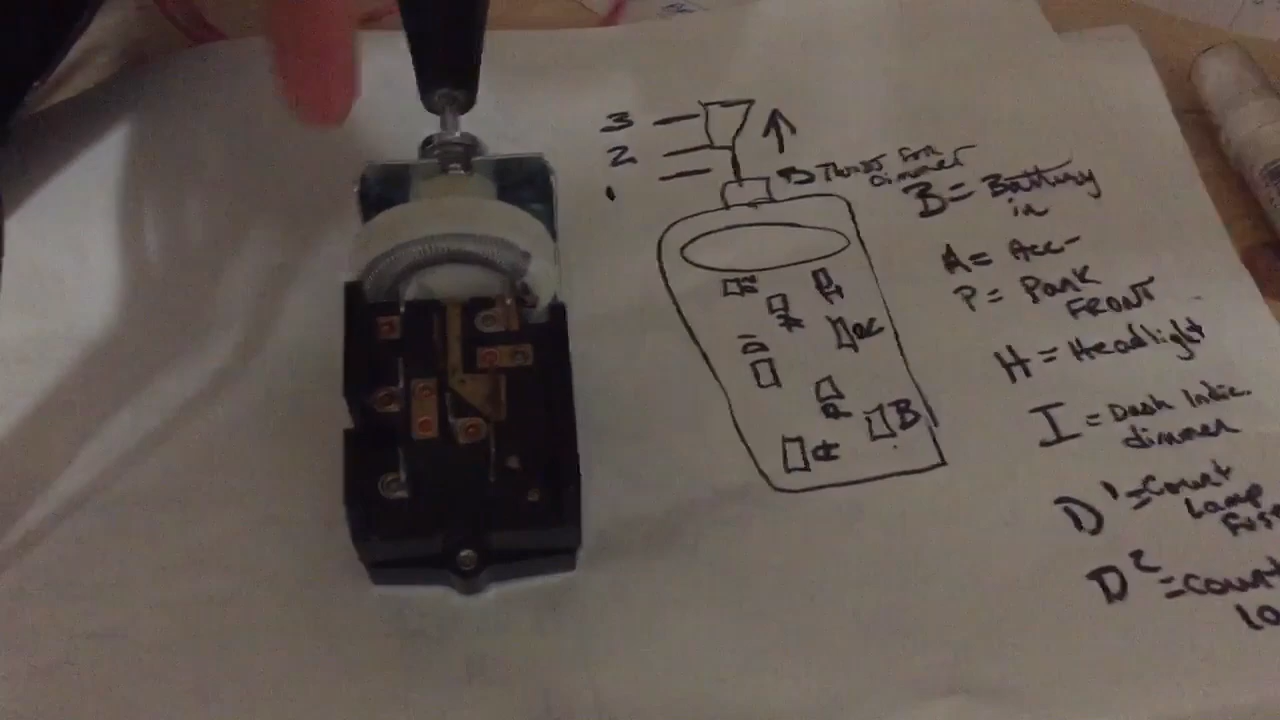 3
2
1
Twist for
dimmer
B = Battery
in
A = Acc-
P = Park
FRONT
H = Headlight
I = Dash Indic.
dimmer
D¹ = Court
Lamp
Fuse
D² = Court
Lo
D
R
B
A